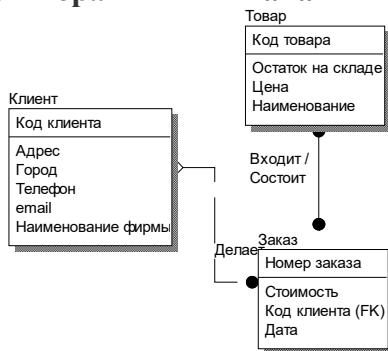 Товар
Код товара
Остаток на складе
Цена
Наименование
Клиент
Код клиента
Адрес
Город
Телефон
email
Наименование фирмы
Входит /
Состоит
Делает
Заказ
Номер заказа
Стоимость
Код клиента (FK)
Дата